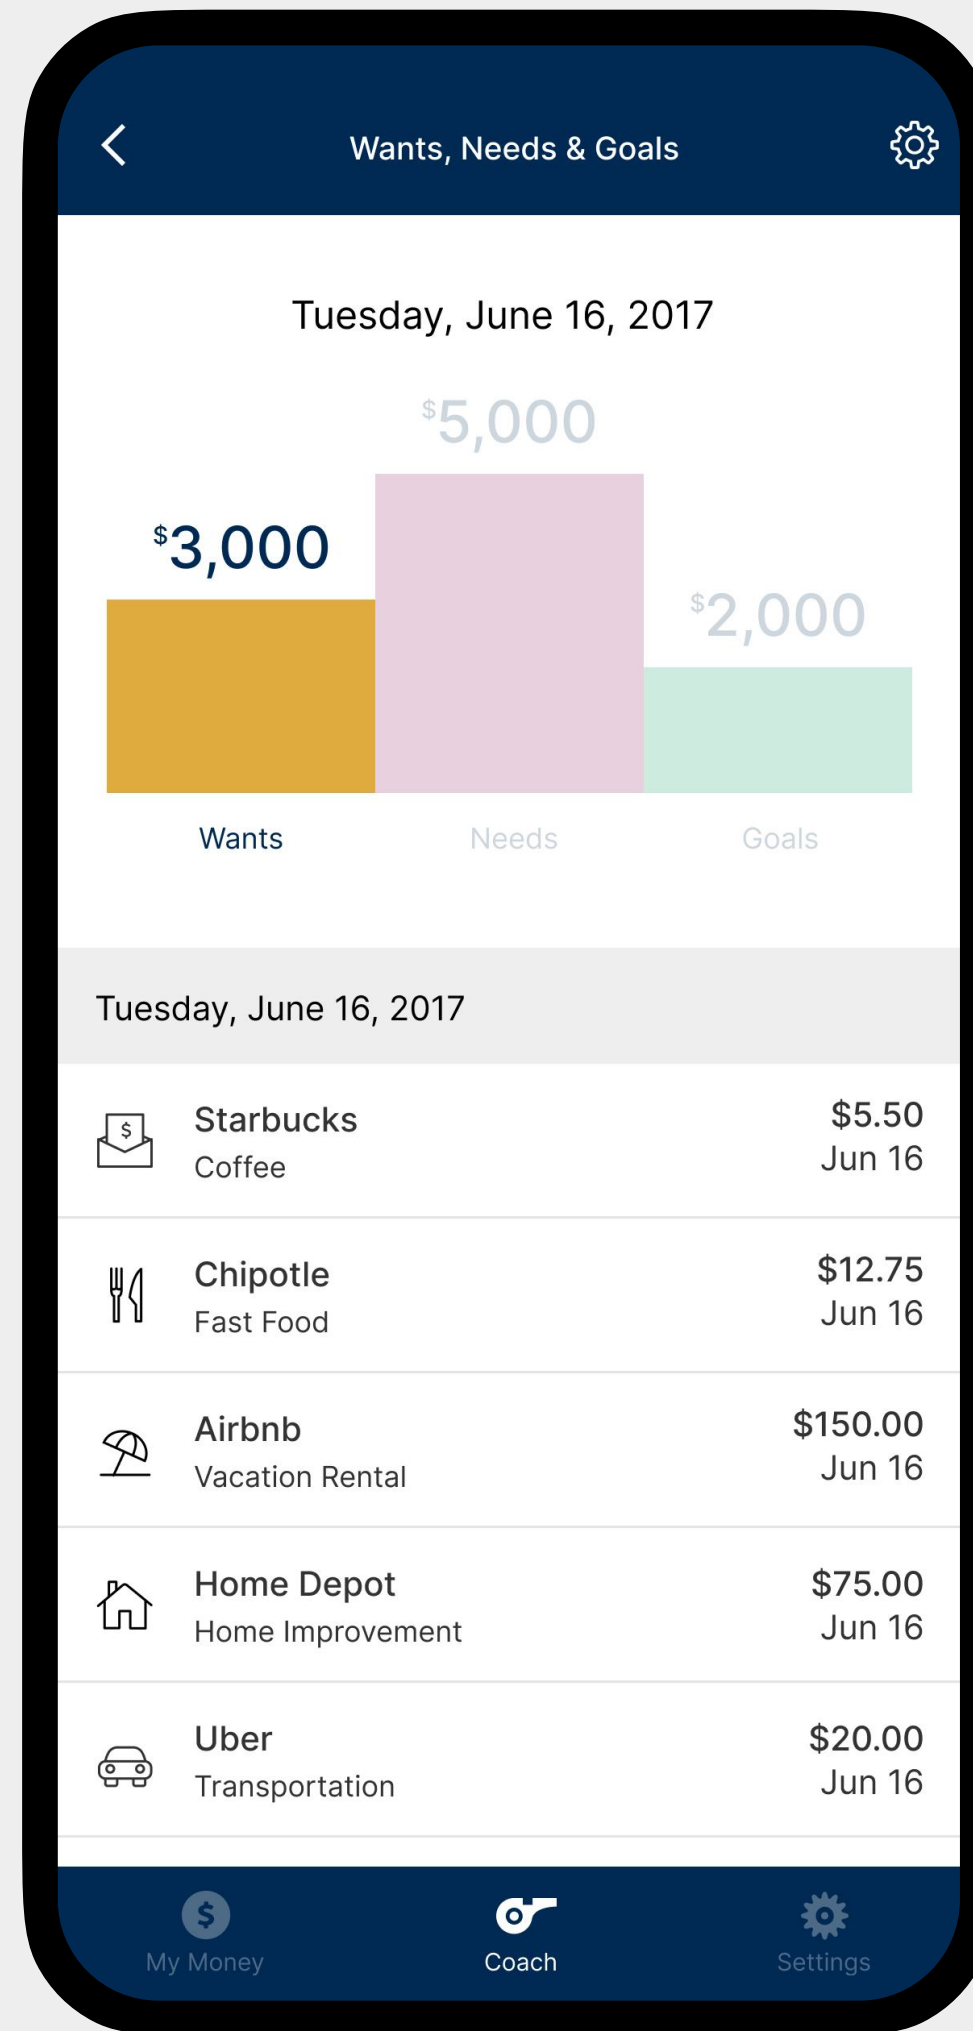 Wants, Needs & Goals
Tuesday, June 16, 2017
$5,000
$3,000
$2,000
Wants Needs Goals
Tuesday, June 16, 2017
$
Starbucks $5.50
Coffee Jun 16
Chipotle $12.75
Fast Food Jun 16
Airbnb $150.00
Vacation Rental Jun 16
Home Depot $75.00
Home Improvement Jun 16
Uber $20.00
Transportation Jun 16
$
My Money Coach Settings